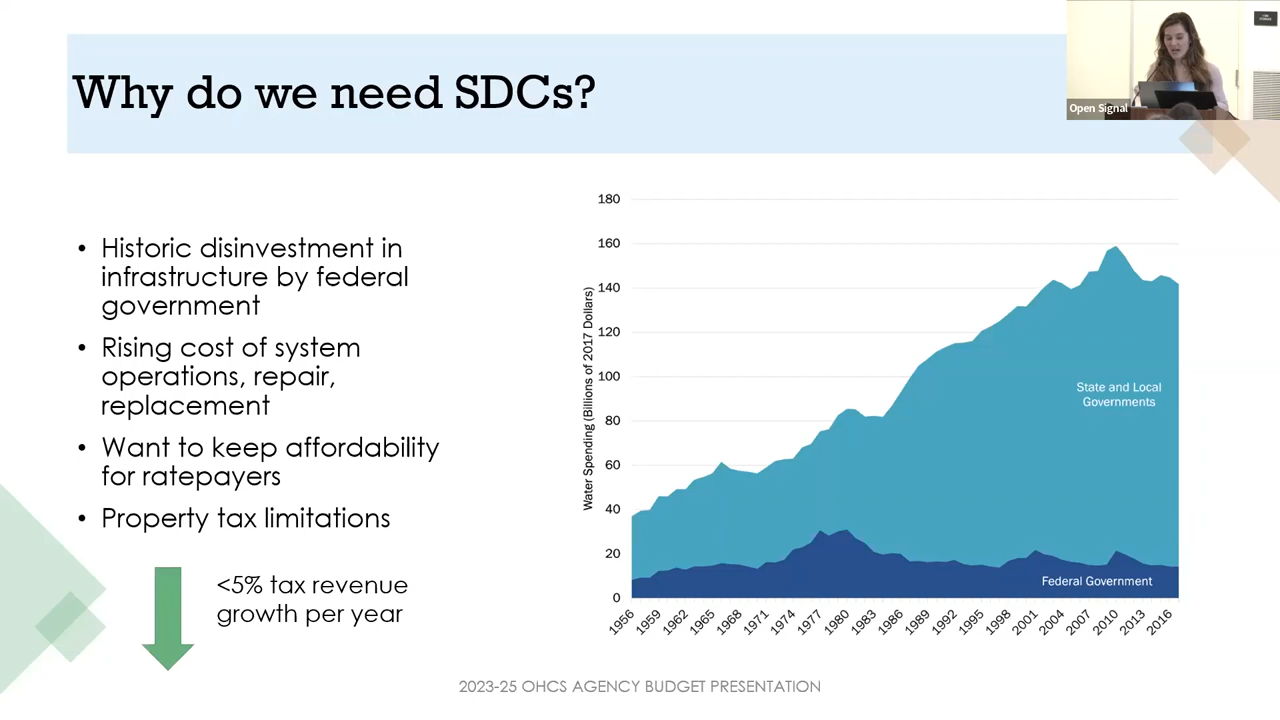 Why do we need SDCs?
Open Signal
• Historic disinvestment in
infrastructure by federal
government
• Rising cost of system
operations, repair,
replacement
• Want to keep affordability
for ratepayers
• Property tax limitations
<5% tax revenue
growth per year
Water Spending (Billions of 2017 Dollars)
180
160
140
120
100
80
60
40
20
0
State and Local
Governments
Federal Government
1956
1959
1962
1965
1968
1971
1974
1977
1980
1983
1986
1989
1992
1995
1998
2001
2004
2007
2010
2013
2016
2023-25 OHCS AGENCY BUDGET PRESENTATION